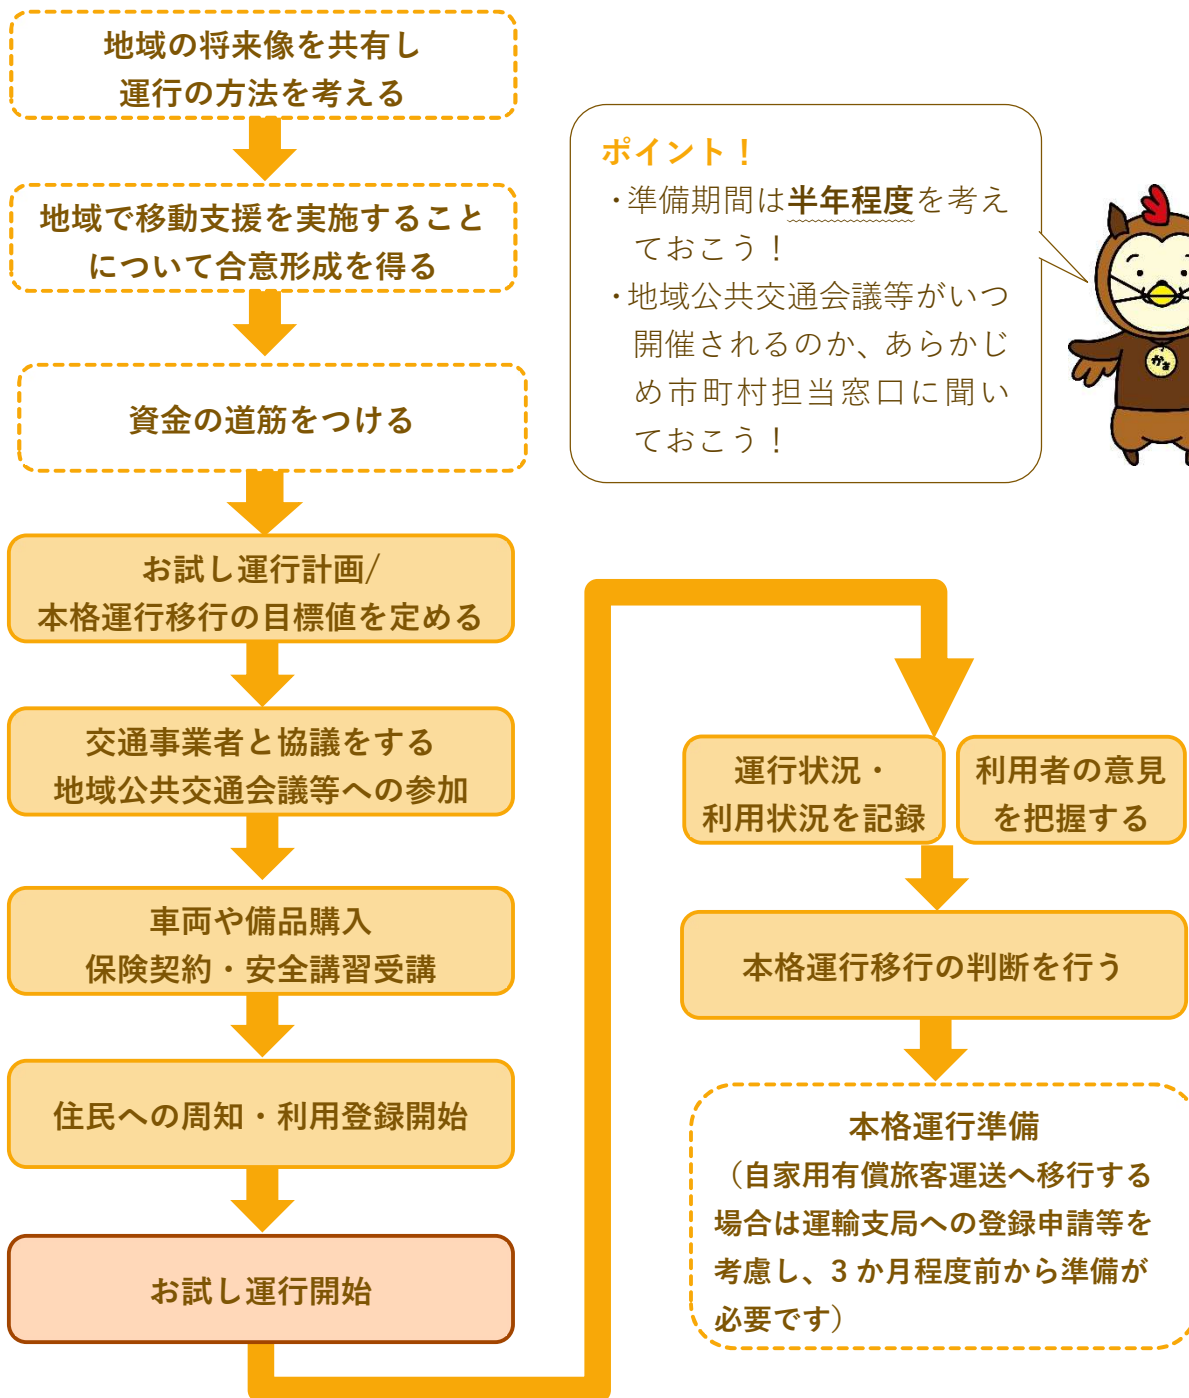 地域の将来像を共有し
運行の方法を考える
地域で移動支援を実施すること
について合意形成を得る
資金の道筋をつける
お試し運行計画/
本格運行移行の目標値を定める
交通事業者と協議をする
地域公共交通会議等への参加
車両や備品購入
保険契約・安全講習受講
住民への周知・利用登録開始
お試し運行開始
ポイント！
・準備期間は半年程度を考え
ておこう！
・地域公共交通会議等がいつ
開催されるのか、あらかじ
め市町村担当窓口に聞い
ておこう！
運行状況・
利用状況を記録
利用者の意見
を把握する
本格運行移行の判断を行う
本格運行準備
（自家用有償旅客運送へ移行する
場合は運輸支局への登録申請等を
考慮し、3 か月程度前から準備が
必要です）